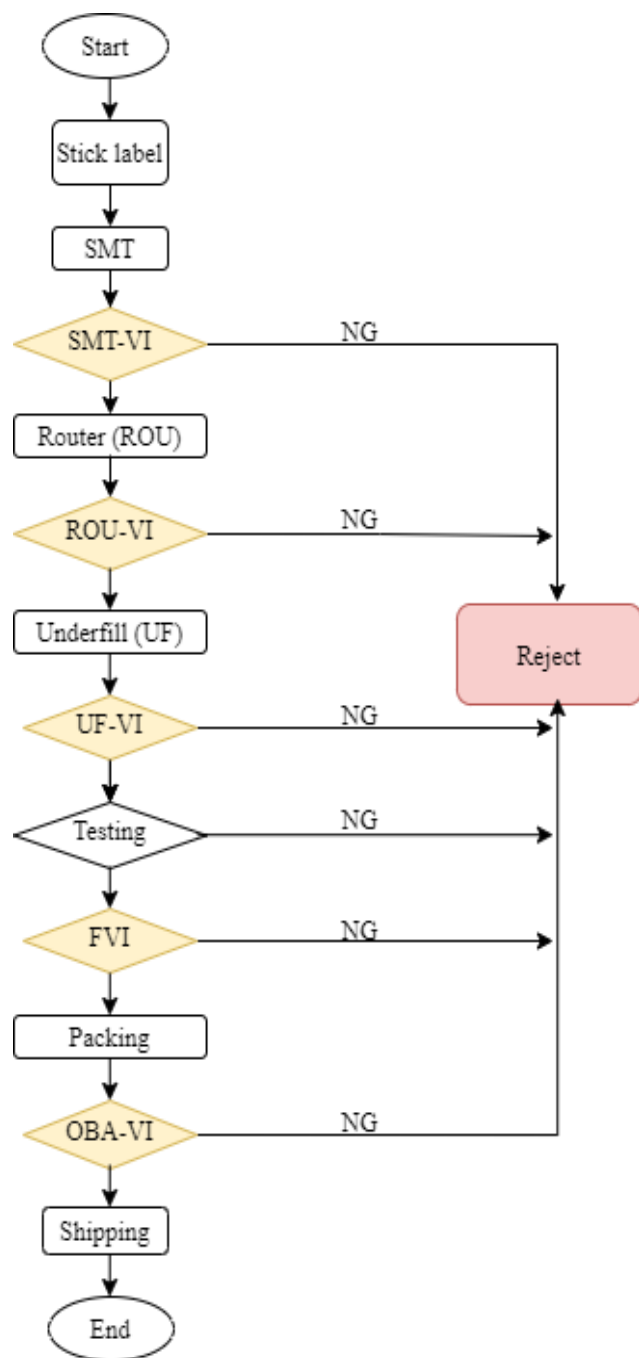 Start
Stick label
SMT
SMT-VI
NG
Router (ROU)
ROU-VI
NG
Underfill (UF)
Reject
UF-VI
NG
Testing
NG
FVI
NG
Packing
OBA-VI
NG
Shipping
End